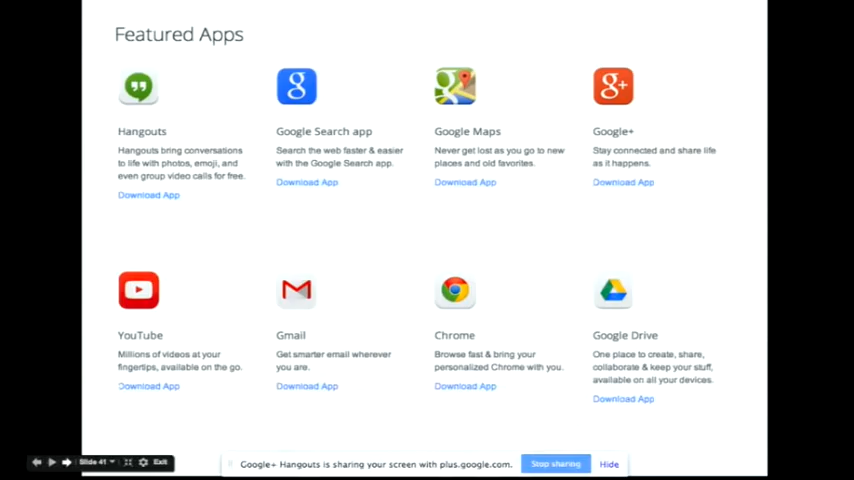 Featured Apps
Hangouts
Hangouts bring conversations
to life with photos, emoji, and
even group video calls for free.
Download App
Google Search app
Search the web faster & easier
with the Google Search app.
Download App
Google Maps
Never get lost as you go to new
places and old favorites.
Download App
g+
Google+
Stay connected and share life
as it happens.
Download App
YouTube
Millions of videos at your
fingertips, available on the go.
Download App
Gmail
Get smarter email wherever
you are.
Download App
Chrome
Browse fast & bring your
personalized Chrome with you.
Download App
Google Drive
One place to create, share,
collaborate & keep your stuff,
available on all your devices.
Download App
Slide 41
Exit
Google+ Hangouts is sharing your screen with plus.google.com.
Stop sharing
Hide